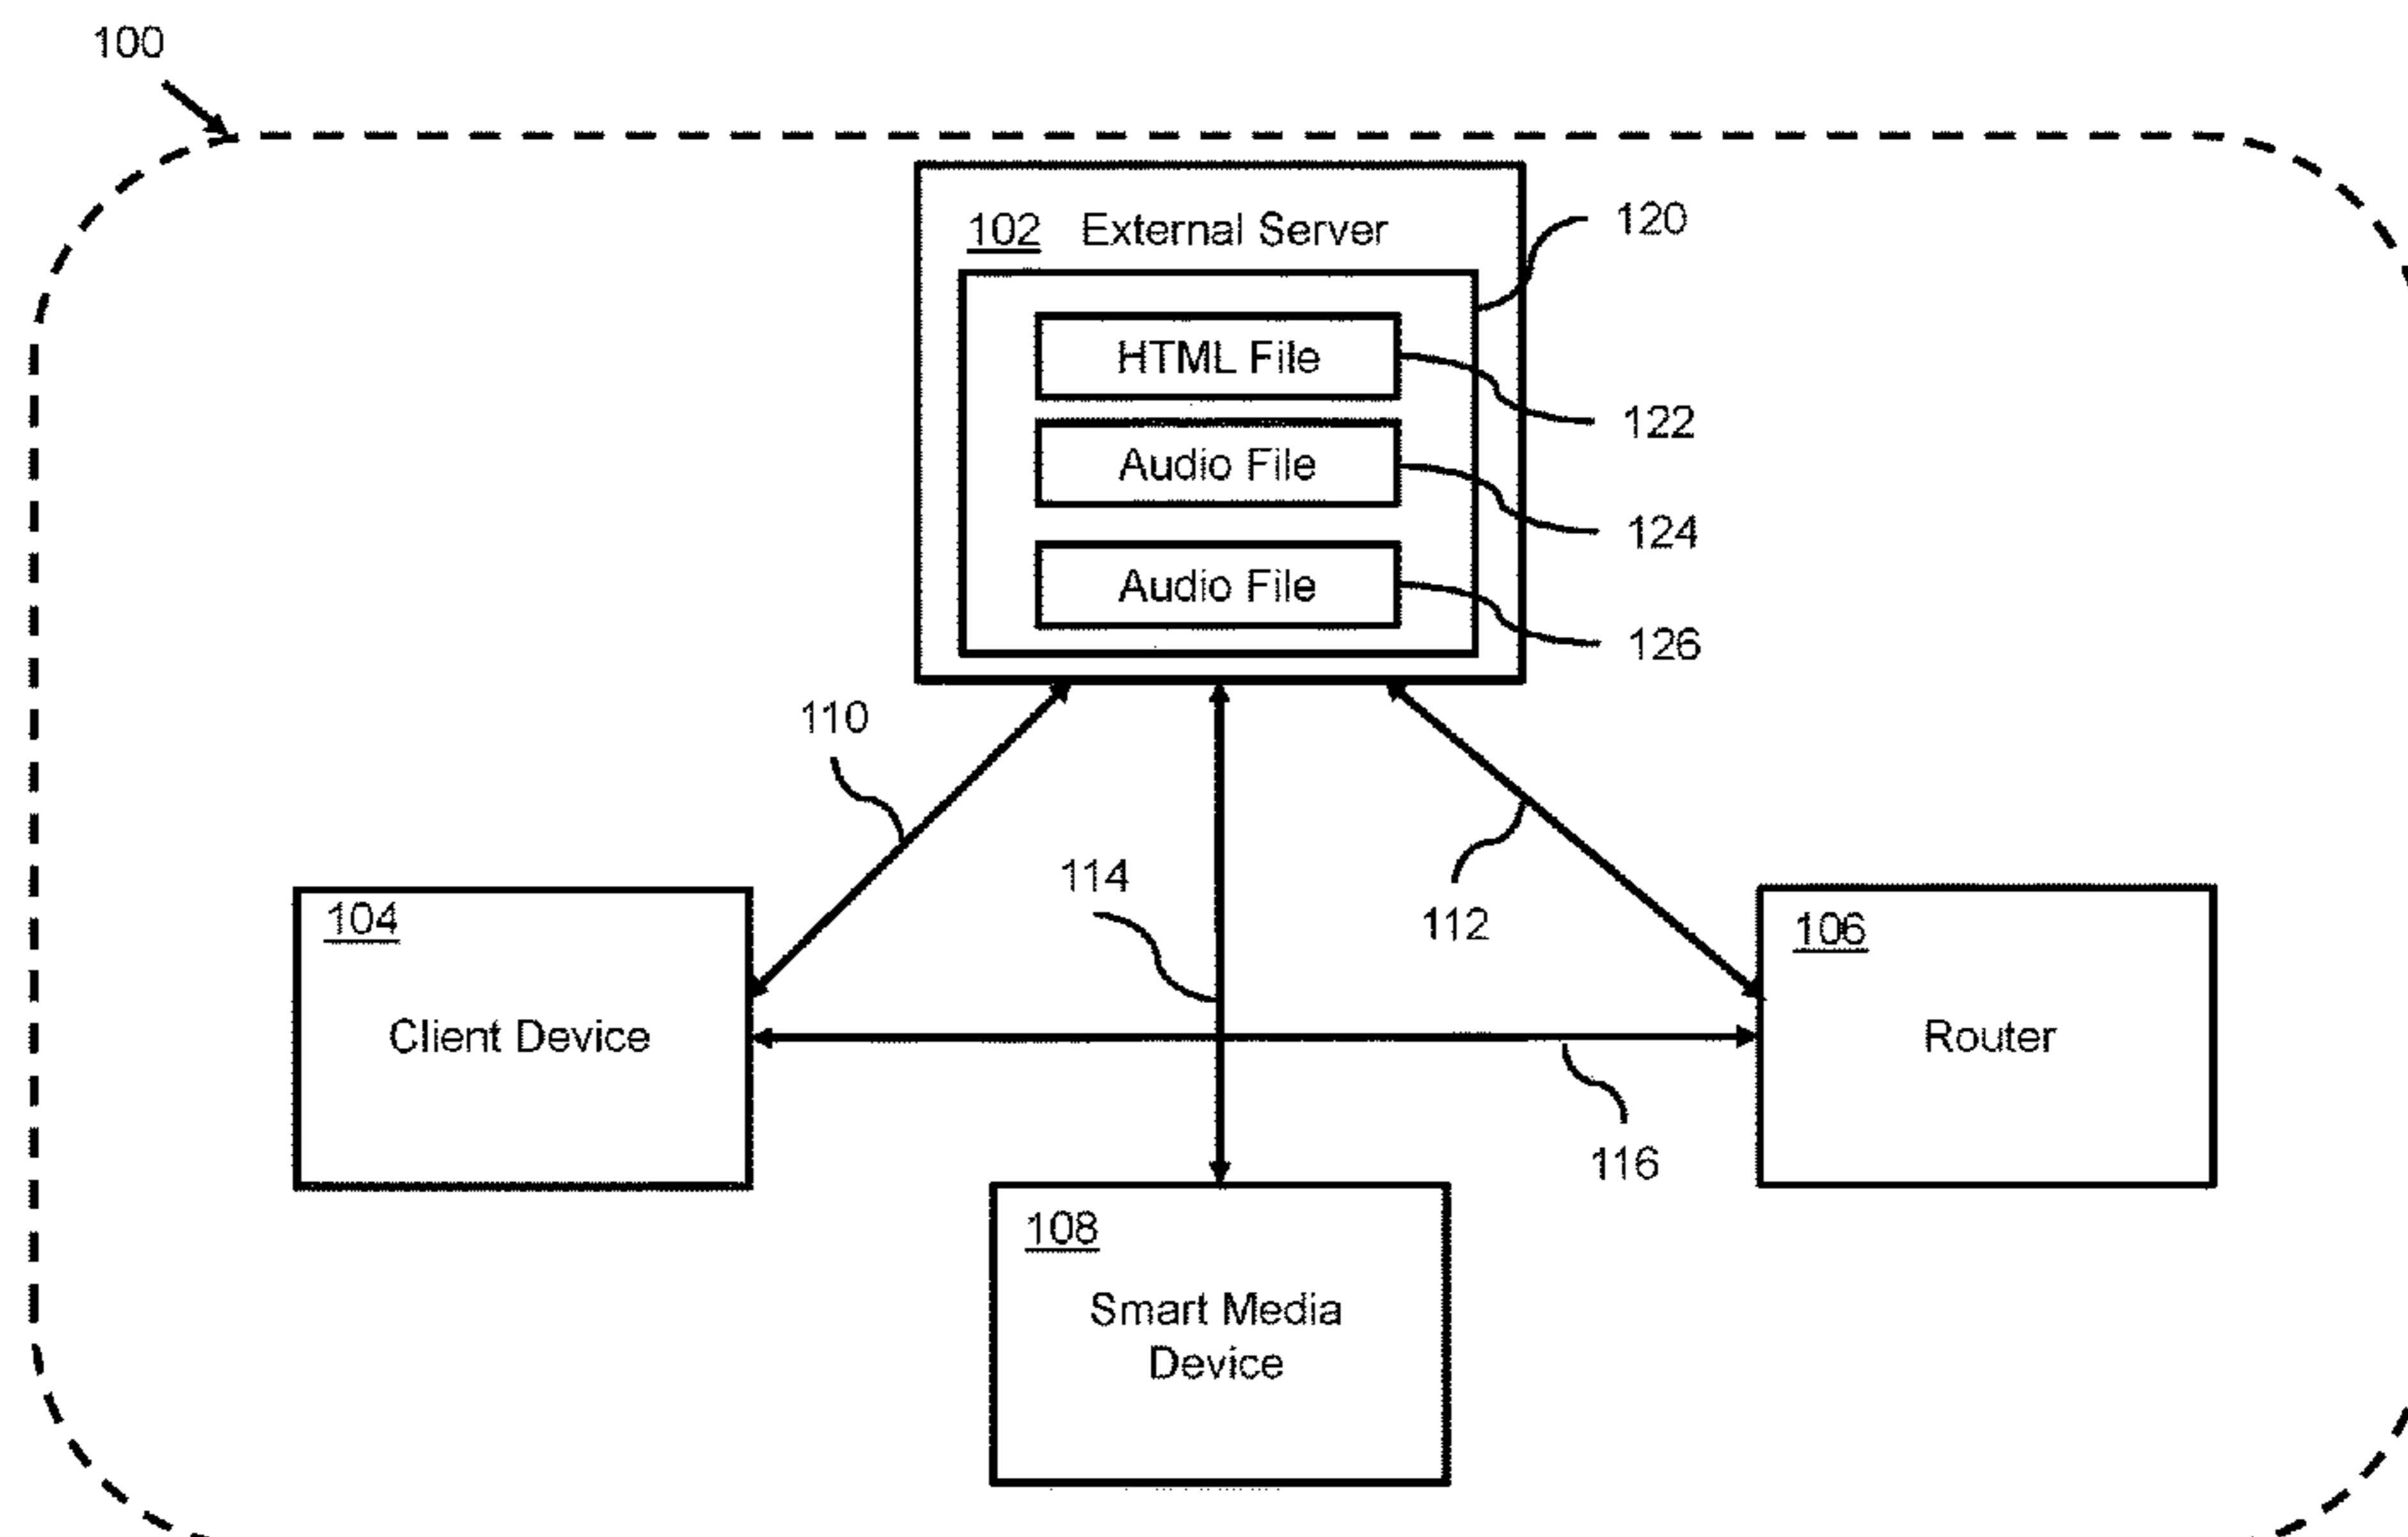 100
102 External Server
120
HTML File
122
Audio File
124
Audio File
126
110
114
112
104
Client Device
106
Router
116
108
Smart Media
Device